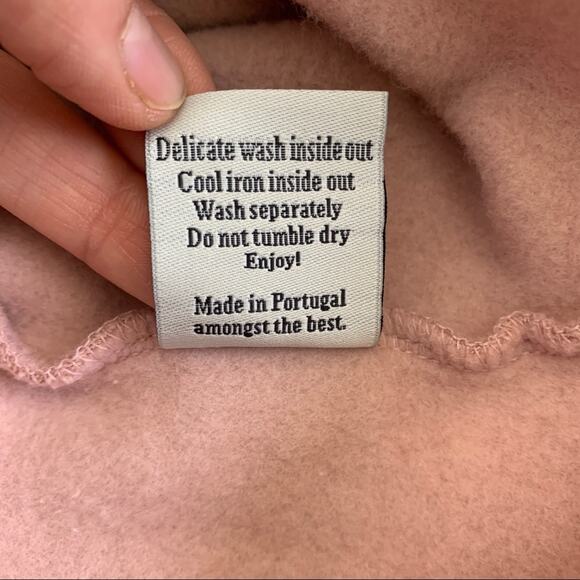 Delicate wash inside out
Cool iron inside out
Wash separately
Do not tumble dry
Enjoy!
Made in Portugal
amongst the best.